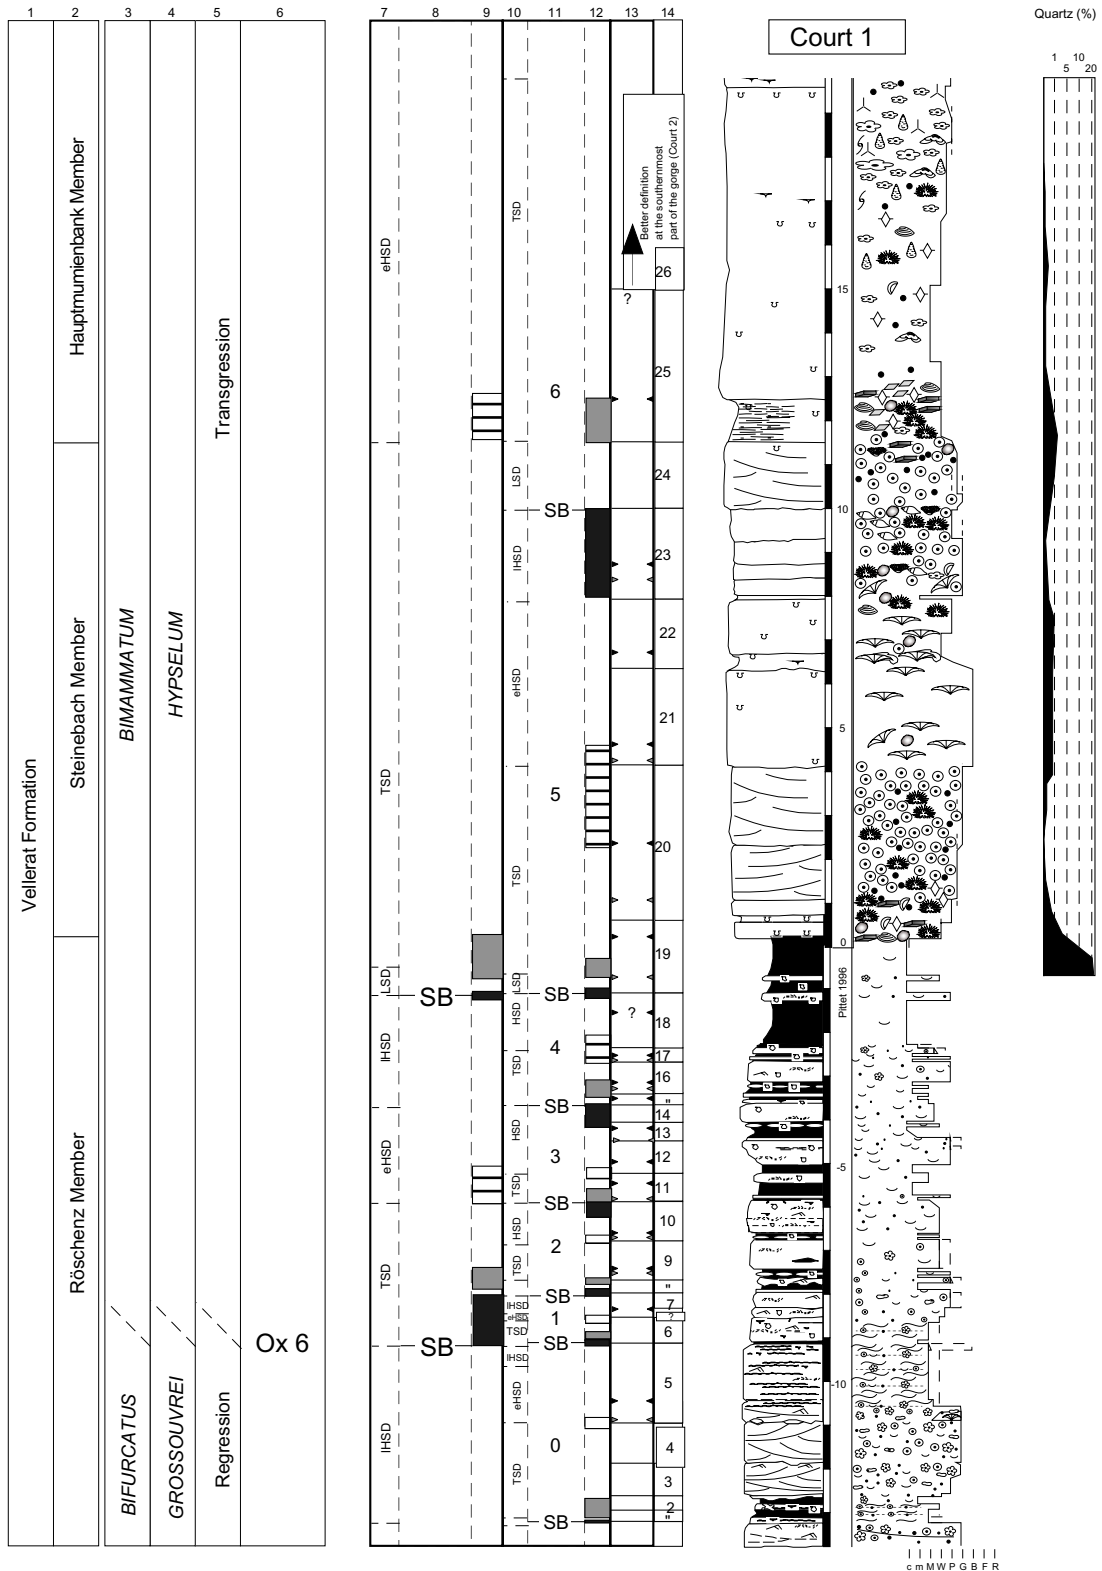 1 2 3 4 5 6 7 8 9 10 11 12 13 14
Court 1
Quartz (%)
1 10
5 20
Vellerat Formation
Hauptmumienbank Member
Steinebach Member
Röschenz Member
BIMAMMATUM
BIFURCATUS
HYPSELUM
GROSSOUVREI
Transgression
Regression
Ox 6
eHSD
TSD
LSD
lHSD
eHSD
TSD
lHSD
SB
SB
TSD
LSD
lHSD
eHSD
TSD
LSD
HSD
TSD
HSD
TSD
HSD
TSD
lHSD
eHSD
TSD
lHSD
eHSD
TSD
6
SB
5
SB
4
SB
3
SB
2
SB
1
SB
0
SB
Better definition
at the southernmost
part of the gorge (Court 2)
?
?
26
25
24
23
22
21
20
19
18
17
16
"
14
13
12
11
10
9
"
7
?
6
5
4
3
2
"
15
10
5
0
-5
-10
Pittet 1996
c m M W P G B F R